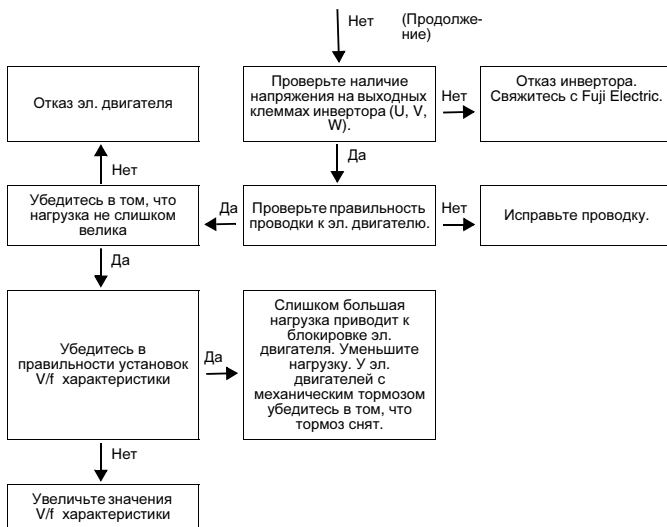 Нет
(Продолже-
ние)
Отказ эл. двигателя
Проверьте наличие
напряжения на выходных
клеммах инвертора (U, V,
W).
Нет
Отказ инвертора.
Свяжитесь с Fuji Electric.
Нет
Да
Убедитесь в том, что
нагрузка не слишком
велика
Да
Проверьте правильность
проводки к эл. двигателю.
Нет
Исправьте проводку.
Да
Убедитесь в
правильности установок
V/f характеристики
Да
Слишком большая
нагрузка приводит к
блокировке эл.
двигателя. Уменьшите
нагрузку. У эл.
двигателей с
механическим тормозом
убедитесь в том, что
тормоз снят.
Нет
Увеличьте значения
V/f характеристики